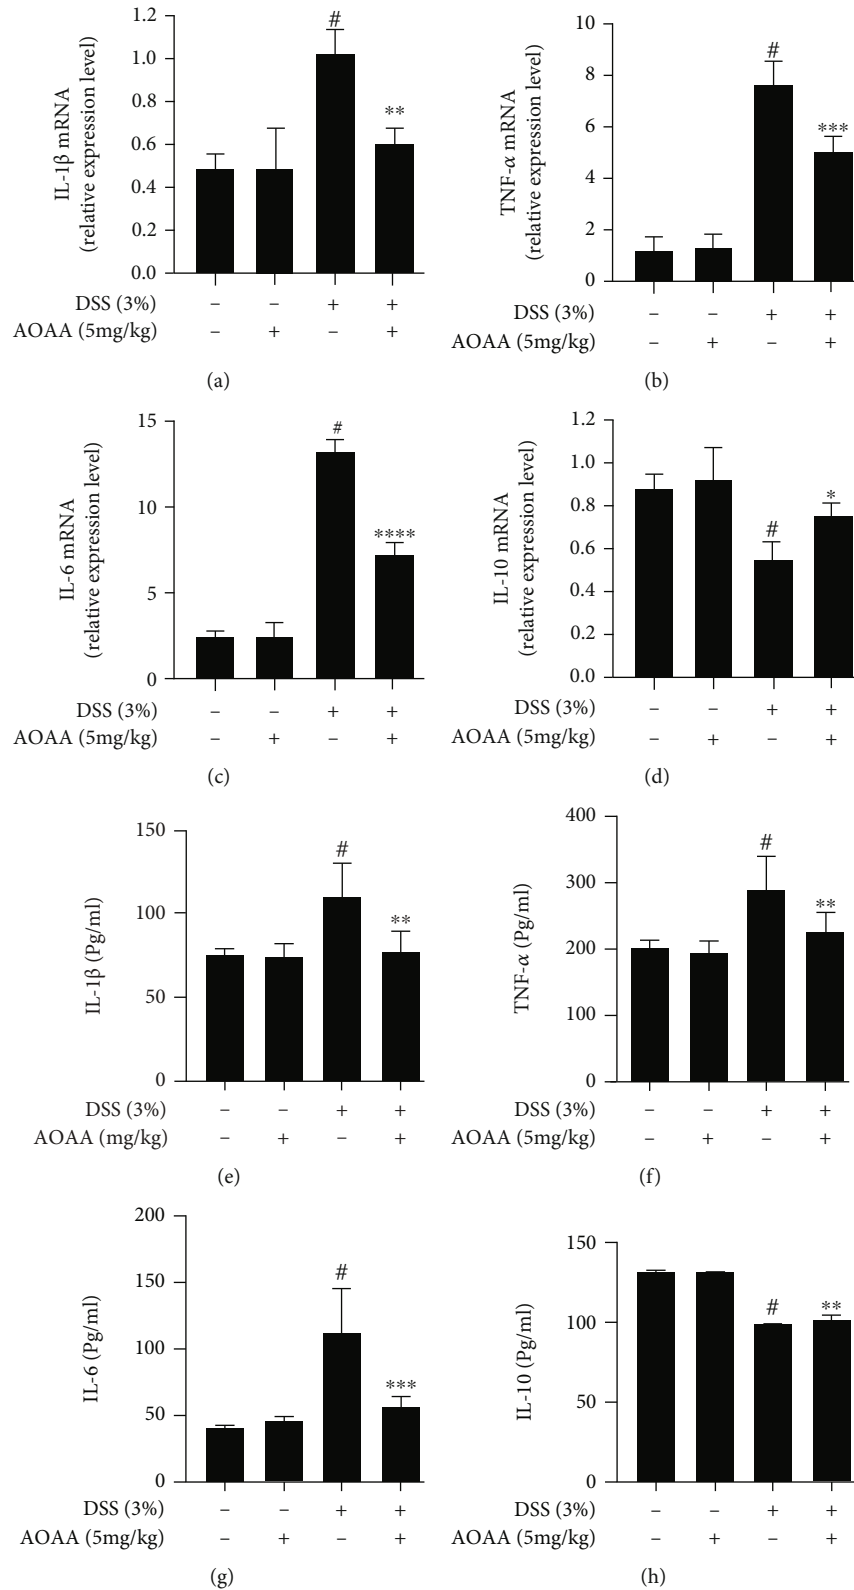 IL-1β mRNA
(relative expression level)
1.2
1.0
0.8
0.6
0.4
0.2
0.0
#
**
DSS (3%) – – + +
AOAA (5mg/kg) – + – +
(a)
TNF-α mRNA
(relative expression level)
10
8
6
4
2
0
#
***
DSS (3%) – – + +
AOAA (5mg/kg) – + – +
(b)
IL-6 mRNA
(relative expression level)
15
10
5
0
#
****
DSS (3%) – – + +
AOAA (5mg/kg) – + – +
(c)
IL-10 mRNA
(relative expression level)
1.2
1.0
0.8
0.6
0.4
0.2
0.0
#
*
DSS (3%) – – + +
AOAA (5mg/kg) – + – +
(d)
IL-1β (Pg/ml)
150
100
50
0
#
**
DSS (3%) – – + +
AOAA (mg/kg) – + – +
(e)
TNF-α (Pg/ml)
400
300
200
100
0
#
**
DSS (3%) – – + +
AOAA (5mg/kg) – + – +
(f)
IL-6 (Pg/ml)
200
150
100
50
0
#
***
DSS (3%) – – + +
AOAA (5mg/kg) – + – +
(g)
IL-10 (Pg/ml)
150
100
50
0
#
**
DSS (3%) – – + +
AOAA (5mg/kg) – + – +
(h)